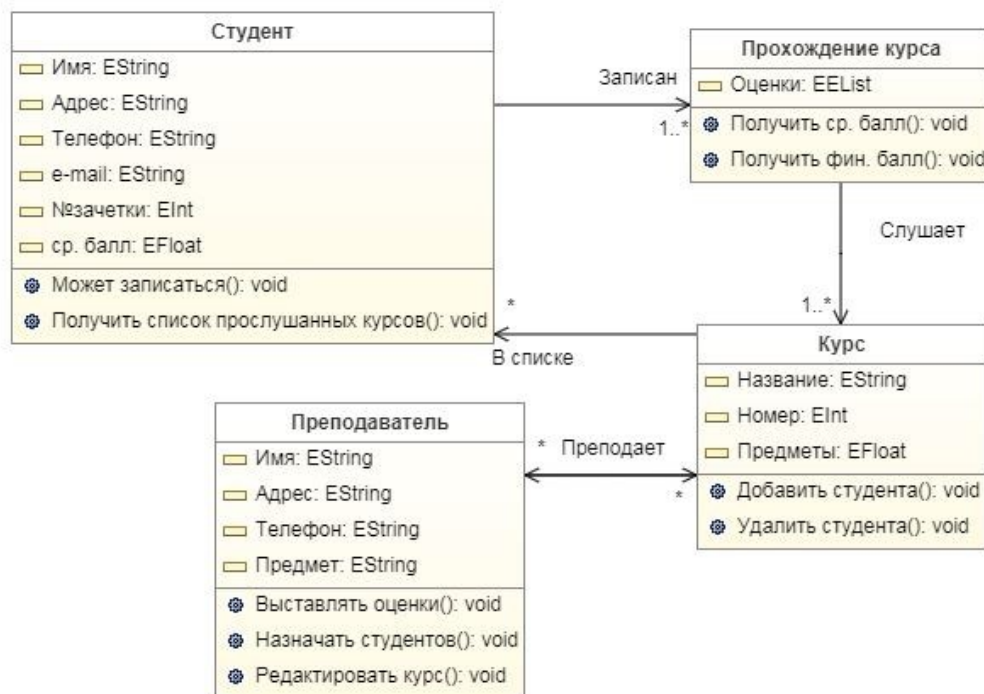 Студент
Имя: EString
Адрес: EString
Телефон: EString
e-mail: EString
№зачетки: EInt
ср. балл: EFloat
Может записаться(): void
Получить список прослушанных курсов(): void
Записан
1..*
Прохождение курса
Оценки: EEList
Получить ср. балл(): void
Получить фин. балл(): void
Слушает
1..*
*
В списке
Курс
Название: EString
Номер: EInt
Предметы: EFloat
Добавить студента(): void
Удалить студента(): void
* Преподает
*
Преподаватель
Имя: EString
Адрес: EString
Телефон: EString
Предмет: EString
Выставлять оценки(): void
Назначать студентов(): void
Редактировать курс(): void